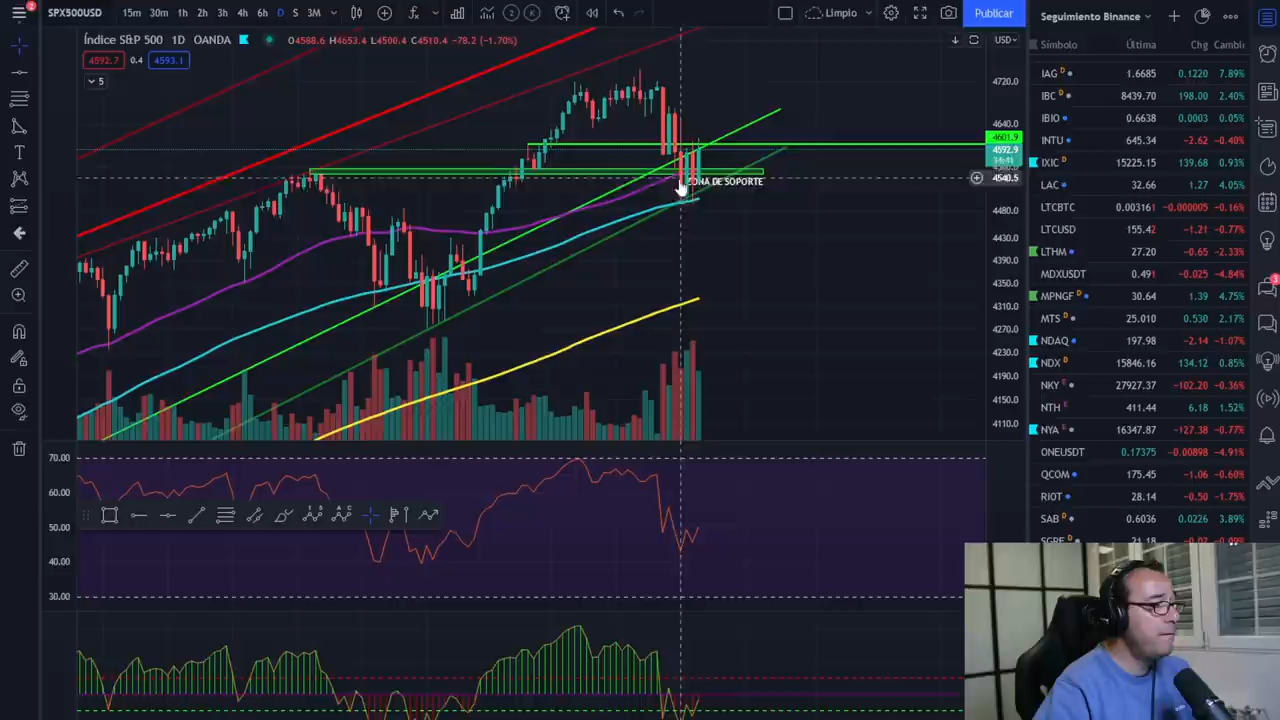 2
SPX500USD 15m 30m 1h 2h 3h 4h 6h D S 3M Limpio Publicar
Índice S&P 500 1D OANDA O4588.6 H4653.4 L4500.4 C4510.4 -78.2 (-1.70%)
4592.7 0.4 4593.1
5
USD
4720.0
4640.0
4601.9
4592.9
4540.5
4480.0
4430.0
4390.0
4350.0
4310.0
4270.0
4230.0
4190.0
4150.0
4110.0
ZONA DE SOPORTE
70.00
60.00
50.00
40.00
30.00
Seguimiento Binance
Símbolo Última Chg Cambi
IAG D 1.6685 0.1220 7.89%
IBC D 8439.70 198.00 2.40%
IBIO 0.6638 0.0003 0.05%
INTU 645.34 -2.62 -0.40%
IXIC D 15225.15 139.68 0.93%
LAC 31.66 1.27 4.05%
LTCBTC 0.003161 -0.000005 -0.16%
LTCUSD 155.42 -1.21 -0.77%
LTHM 27.20 -0.65 -2.33%
MDXUSDT 0.491 -0.025 -4.84%
MPNGF D 30.64 1.39 4.75%
MTS D 25.010 0.530 2.17%
NDAQ 197.98 -2.14 -1.07%
NDX D 15846.16 134.12 0.85%
NKY E 27927.37 -102.20 -0.36%
NTH E 411.44 6.18 1.52%
NYA E 16347.87 -127.38 -0.77%
ONEUSDT 0.17375 -0.00898 -4.91%
QCOM 175.45 -1.06 -0.60%
RIOT 28.14 -0.50 -1.75%
SAB D 0.6036 0.0226 3.89%
3